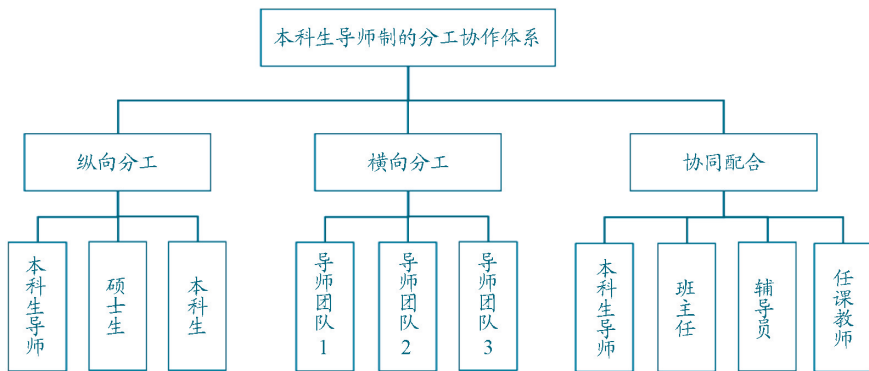 本科生导师制的分工协作体系
纵向分工
横向分工
协同配合
本科生导师
硕士生
本科生
导师团队1
导师团队2
导师团队3
本科生导师
班主任
辅导员
任课教师